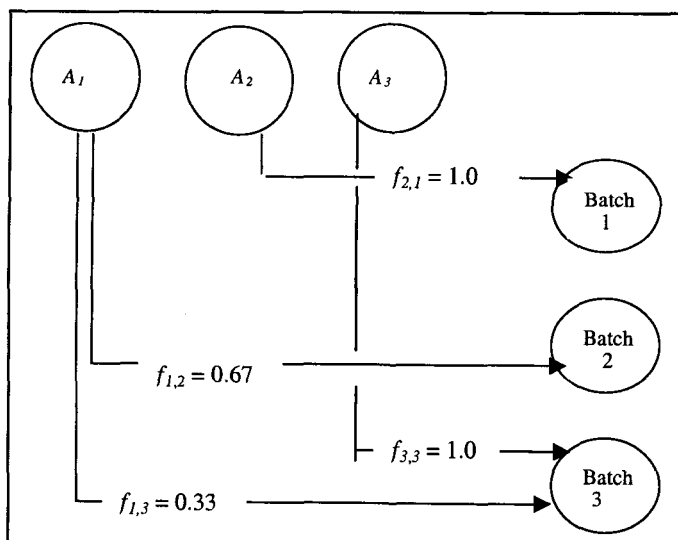 A1 A2 A3
f2,1 = 1.0
Batch
1
Batch
2
f1,2 = 0.67
f3,3 = 1.0
Batch
3
f1,3 = 0.33